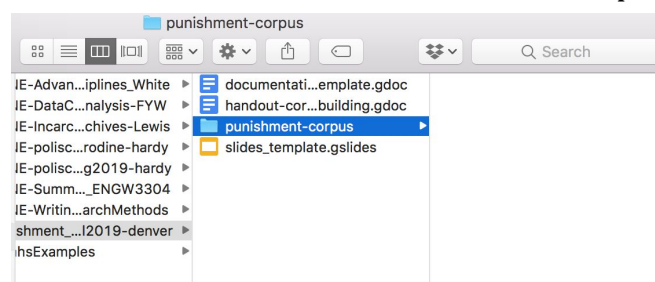 punishment-corpus
Search
IE-Advan...iplines_White
IE-DataC...nalysis-FYW
IE-Incarc...chives-Lewis
IE-polisc...rodine-hardy
IE-polisc...g2019-hardy
IE-Summ..._ENGW3304
IE-Writin...archMethods
shment_...l2019-denver
hsExamples
documentati...emplate.gdoc
handout-cor...building.gdoc
punishment-corpus
slides_template.gslides